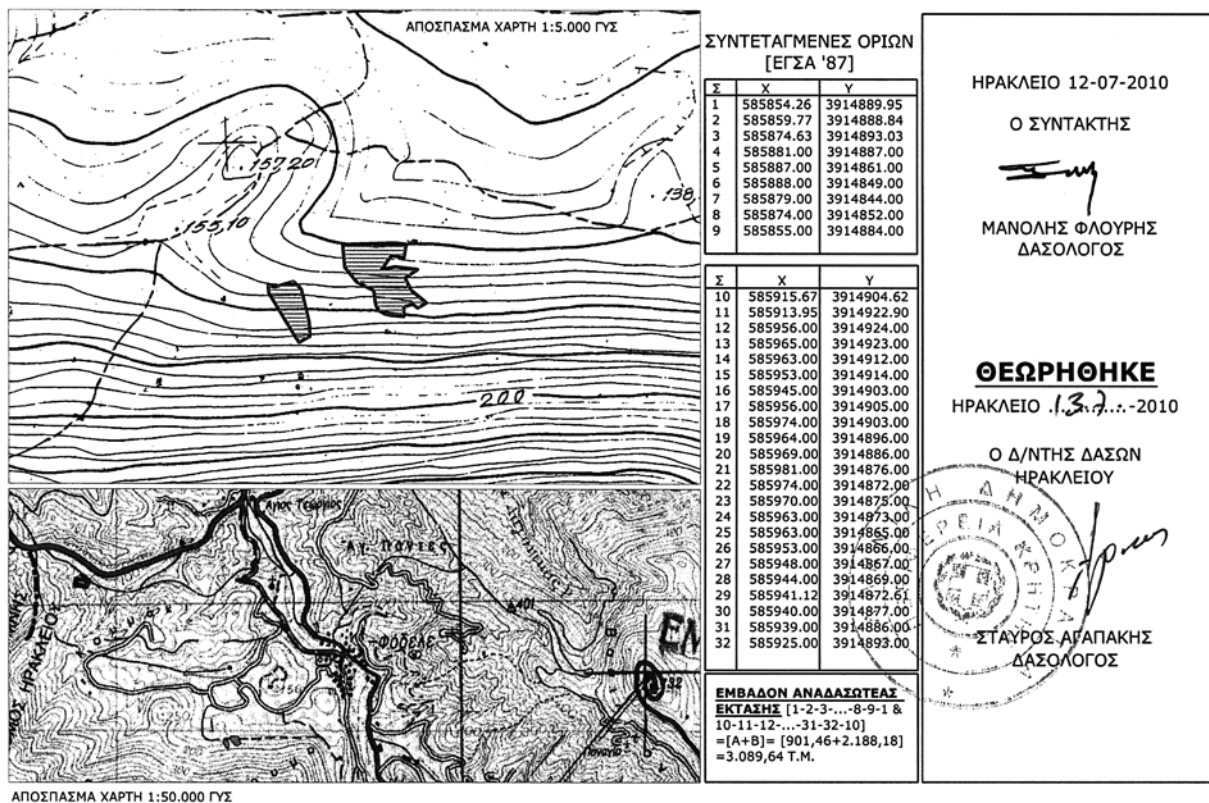 ΑΠΟΣΠΑΣΜΑ ΧΑΡΤΗ 1:5.000 ΓΥΣ
.157,20
.155,10
.138,
200
Αγιος Γεώργιος
ΦΟΔΕΛΕ
Δ401
ΗΡΑΚΛΕΙΟΣ
ΑΠΟΣΠΑΣΜΑ ΧΑΡΤΗ 1:50.000 ΓΥΣ
ΣΥΝΤΕΤΑΓΜΕΝΕΣ ΟΡΙΩΝ
[ΕΓΣΑ '87]
Σ X Y
1 585854.26 3914889.95
2 585859.77 3914888.84
3 585874.63 3914893.03
4 585881.00 3914887.00
5 585887.00 3914861.00
6 585888.00 3914849.00
7 585879.00 3914844.00
8 585874.00 3914852.00
9 585855.00 3914884.00
Σ X Y
10 585915.67 3914904.62
11 585913.95 3914922.90
12 585956.00 3914924.00
13 585965.00 3914923.00
14 585963.00 3914912.00
15 585953.00 3914914.00
16 585945.00 3914903.00
17 585956.00 3914905.00
18 585974.00 3914903.00
19 585964.00 3914896.00
20 585969.00 3914886.00
21 585981.00 3914876.00
22 585974.00 3914872.00
23 585970.00 3914875.00
24 585963.00 3914873.00
25 585963.00 3914865.00
26 585953.00 3914866.00
27 585948.00 3914867.00
28 585944.00 3914869.00
29 585941.12 3914872.61
30 585940.00 3914877.00
31 585939.00 3914886.00
32 585925.00 3914893.00
ΕΜΒΑΔΟΝ ΑΝΑΔΑΣΩΤΕΑΣ
ΕΚΤΑΣΗΣ [1-2-3-...-8-9-1 &
10-11-12-...-31-32-10]
=[Α+Β]= [901,46+2.188,18]
=3.089,64 Τ.Μ.
ΗΡΑΚΛΕΙΟ 12-07-2010
Ο ΣΥΝΤΑΚΤΗΣ
ΜΑΝΟΛΗΣ ΦΛΟΥΡΗΣ
ΔΑΣΟΛΟΓΟΣ
ΘΕΩΡΗΘΗΚΕ
ΗΡΑΚΛΕΙΟ .13.7....-2010
Ο Δ/ΝΤΗΣ ΔΑΣΩΝ
ΗΡΑΚΛΕΙΟΥ
ΣΤΑΥΡΟΣ ΑΓΑΠΑΚΗΣ
ΔΑΣΟΛΟΓΟΣ